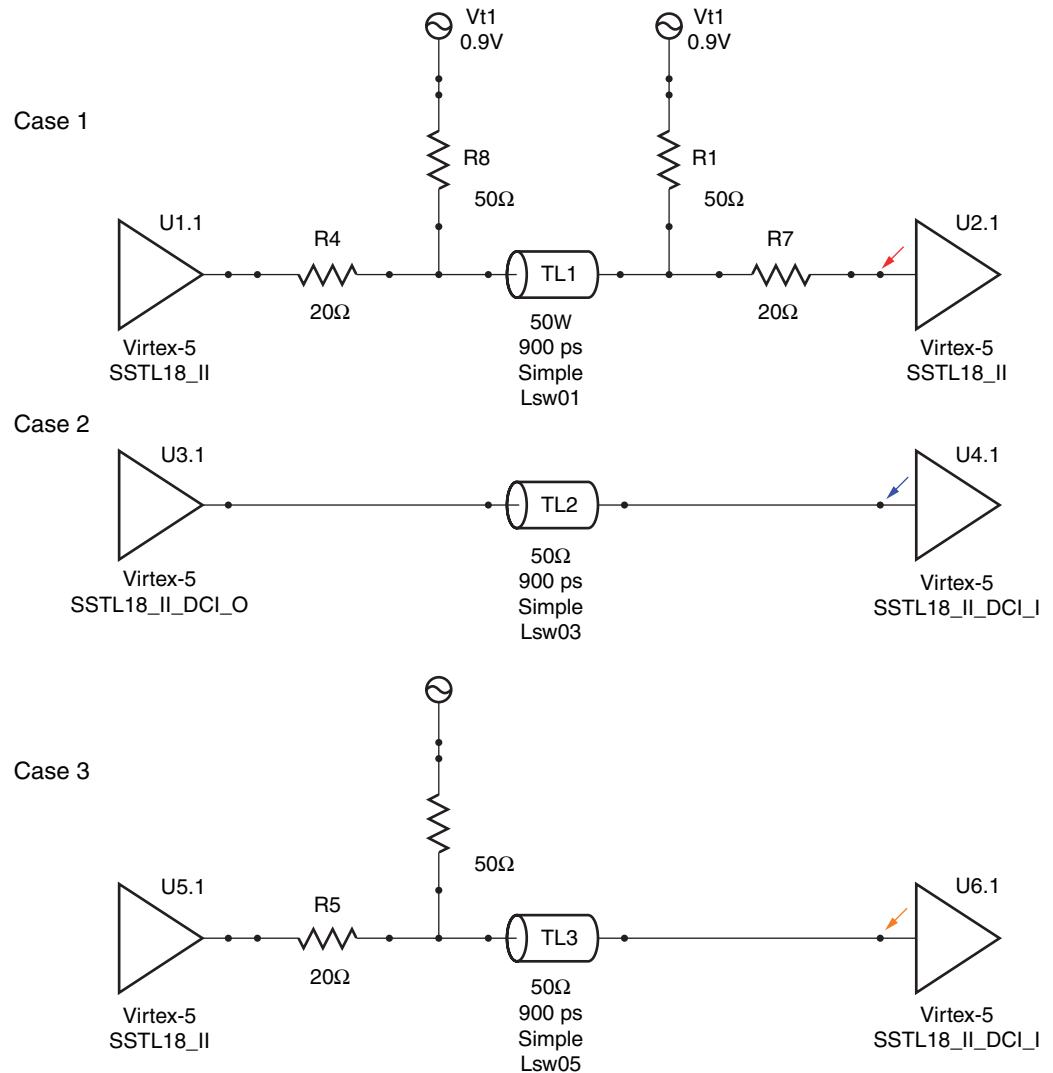 Vt1
0.9V
Vt1
0.9V
Case 1
R8
50Ω
R1
50Ω
U1.1
R4
20Ω
TL1
R7
20Ω
U2.1
50W
900 ps
Simple
Lsw01
Virtex-5
SSTL18_II
Virtex-5
SSTL18_II
Case 2
U3.1
TL2
U4.1
50Ω
900 ps
Simple
Lsw03
Virtex-5
SSTL18_II_DCI_O
Virtex-5
SSTL18_II_DCI_I
Case 3
50Ω
U5.1
R5
20Ω
TL3
U6.1
50Ω
900 ps
Simple
Lsw05
Virtex-5
SSTL18_II
Virtex-5
SSTL18_II_DCI_I